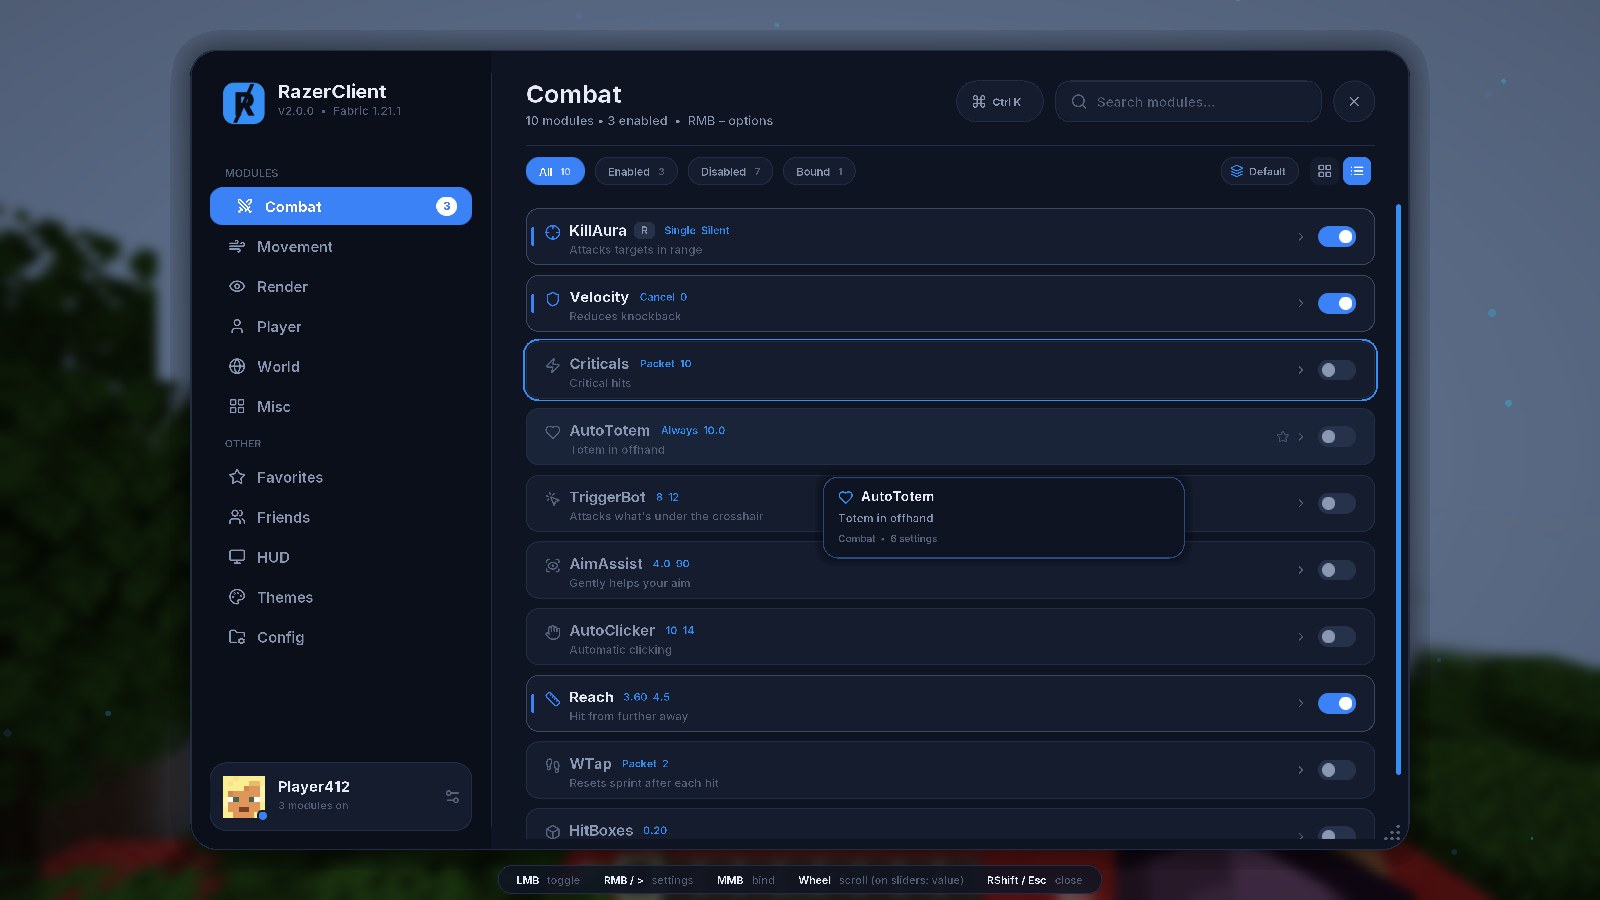 RazerClient
v2.0.0 • Fabric 1.21.1
MODULES
Combat 3
Movement
Render
Player
World
Misc
OTHER
Favorites
Friends
HUD
Themes
Config
Player412
3 modules on
Combat
10 modules • 3 enabled • RMB – options
Ctrl K
Search modules...
All 10
Enabled 3
Disabled 7
Bound 1
Default
KillAura R Single Silent
Attacks targets in range
Velocity Cancel 0
Reduces knockback
Criticals Packet 10
Critical hits
AutoTotem Always 10.0
Totem in offhand
TriggerBot 8 12
Attacks what's under the crosshair
AutoTotem
Totem in offhand
Combat • 6 settings
AimAssist 4.0 90
Gently helps your aim
AutoClicker 10 14
Automatic clicking
Reach 3.60 4.5
Hit from further away
WTap Packet 2
Resets sprint after each hit
HitBoxes 0.20
LMB toggle RMB / > settings MMB bind Wheel scroll (on sliders: value) RShift / Esc close